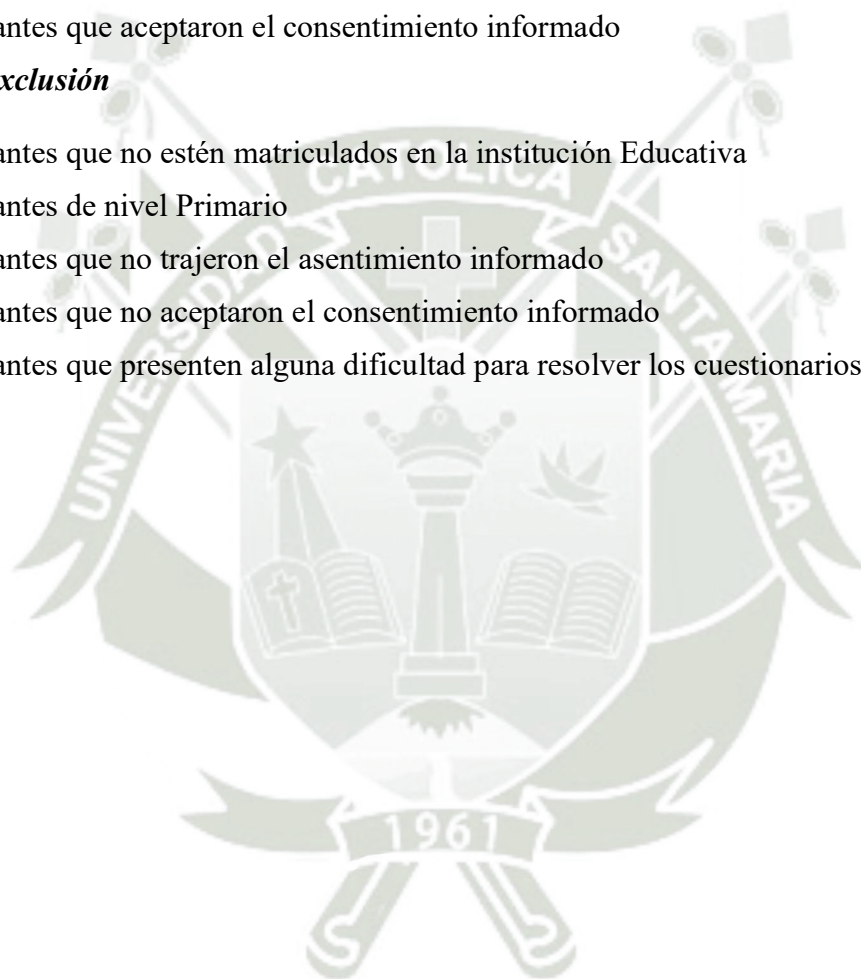 antes que aceptaron el consentimiento informado
xclusión
antes que no estén matriculados en la institución Educativa
antes de nivel Primario
antes que no trajeron el asentimiento informado
antes que no aceptaron el consentimiento informado
antes que presenten alguna dificultad para resolver los cuestionarios
UNIVERSIDAD CATOLICA SANTA MARIA
1961